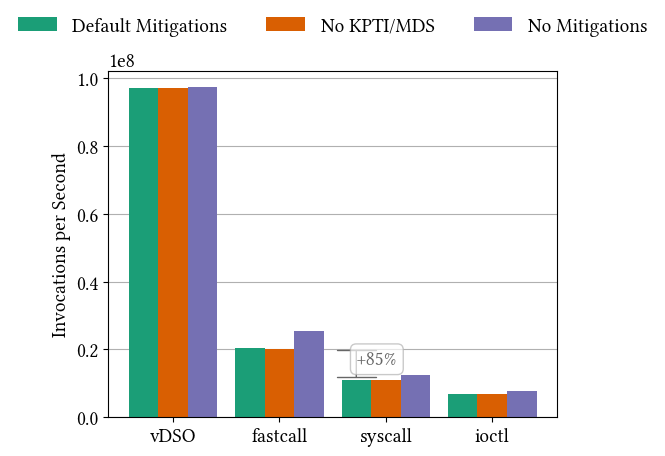 Default Mitigations No KPTI/MDS No Mitigations
1e8
1.0
0.8
0.6
0.4
0.2
0.0
Invocations per Second
+85%
vDSO fastcall syscall ioctl